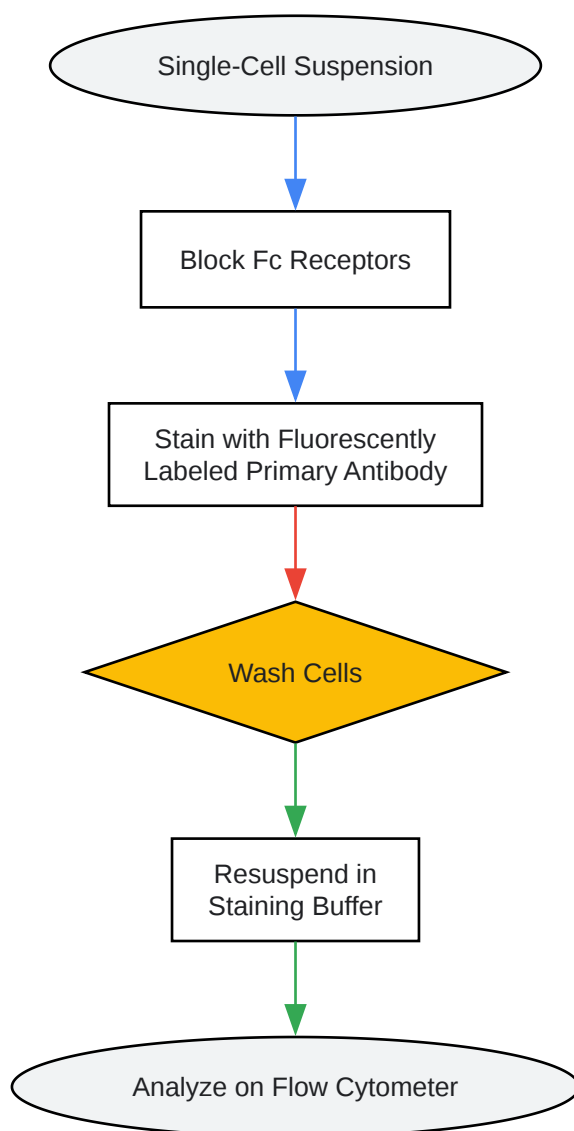 Single-Cell Suspension
Block Fc Receptors
Stain with Fluorescently
Labeled Primary Antibody
Wash Cells
Resuspend in
Staining Buffer
Analyze on Flow Cytometer